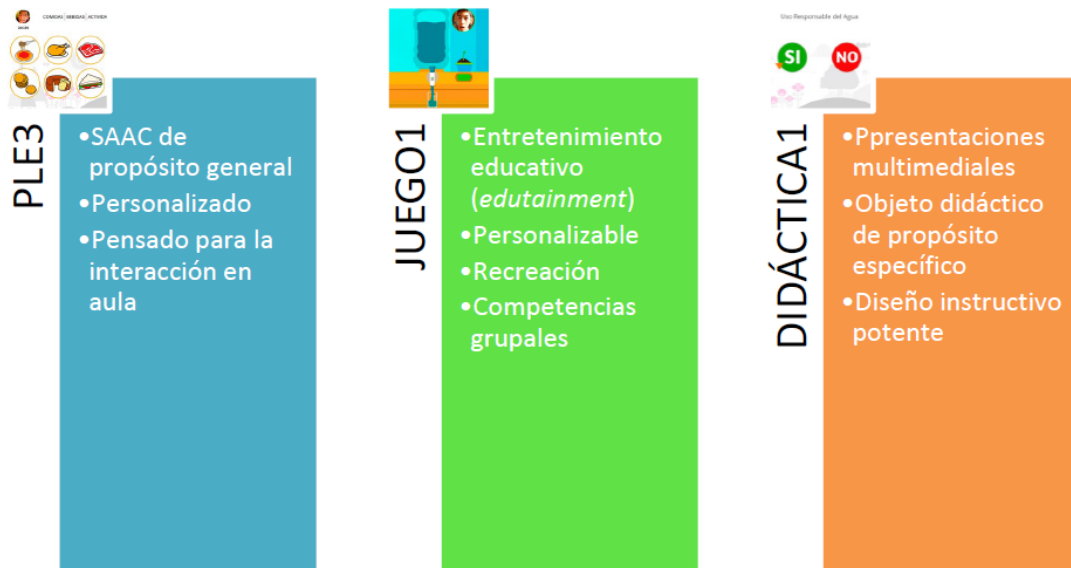 COMIDAS BEBIDAS ACTIVIDA
PLE3
•SAAC de
propósito general
•Personalizado
•Pensado para la
interacción en
aula
JUEGO1
•Entretenimiento
educativo
(edutainment)
•Personalizable
•Recreación
•Competencias
grupales
Uso Responsable del Agua
SI NO
DIDÁCTICA1
•Ppresentaciones
multimediales
•Objeto didáctico
de propósito
específico
•Diseño instructivo
potente